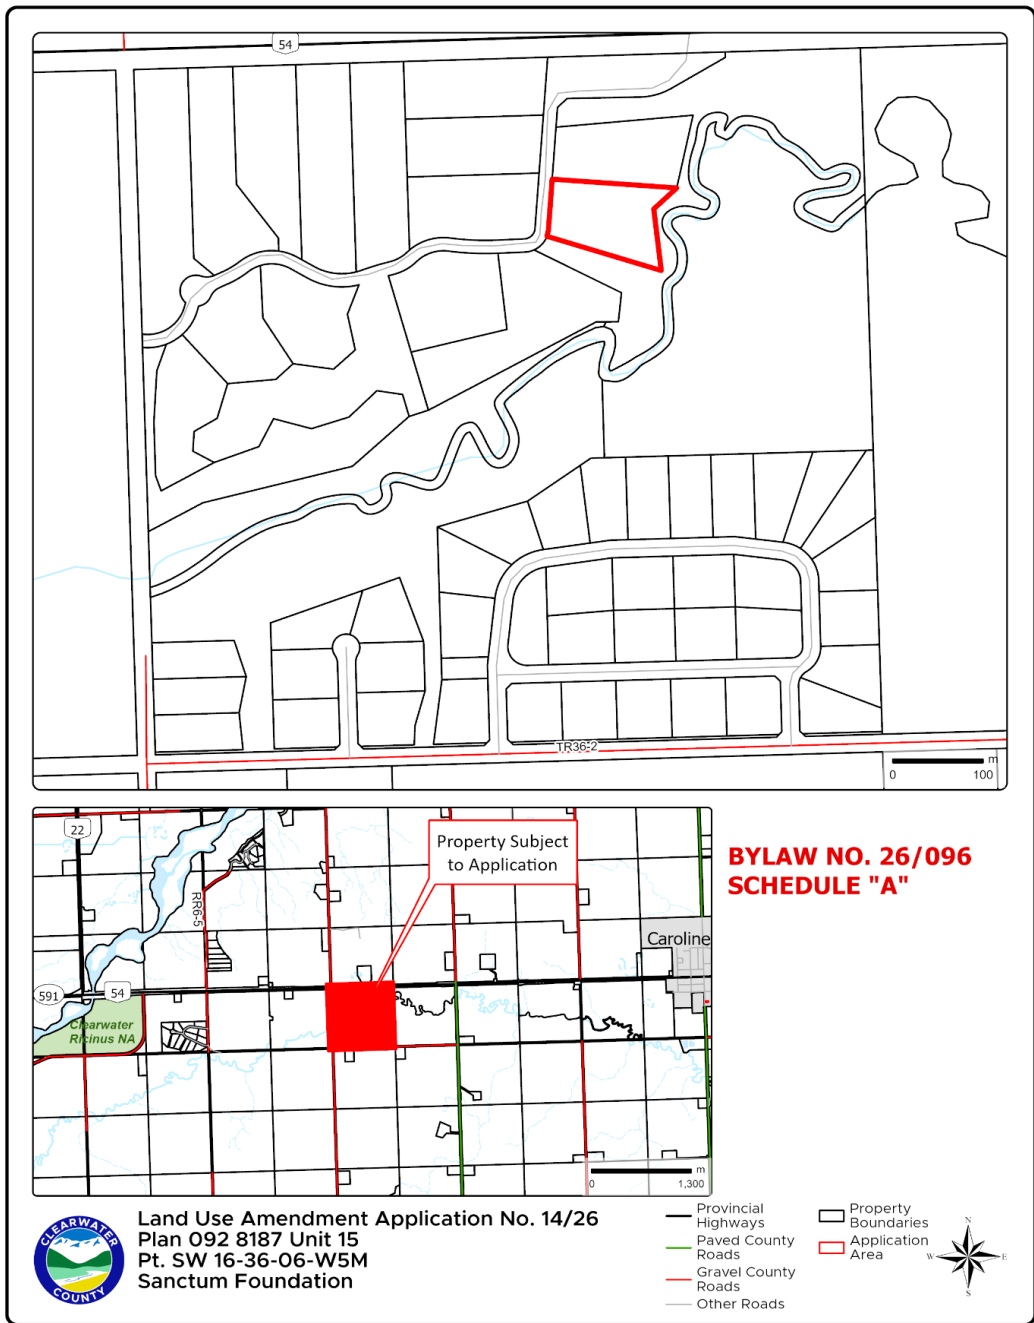 54
TR36-2
m
0 100
22
Property Subject
to Application
RR6-5
Caroline
591
54
Clearwater
Ricinus NA
m
0 1,300
BYLAW NO. 26/096
SCHEDULE "A"
CLEARWATER
COUNTY
Land Use Amendment Application No. 14/26
Plan 092 8187 Unit 15
Pt. SW 16-36-06-W5M
Sanctum Foundation
Provincial
Highways
Paved County
Roads
Gravel County
Roads
Other Roads
Property
Boundaries
Application
Area
N
W E
S